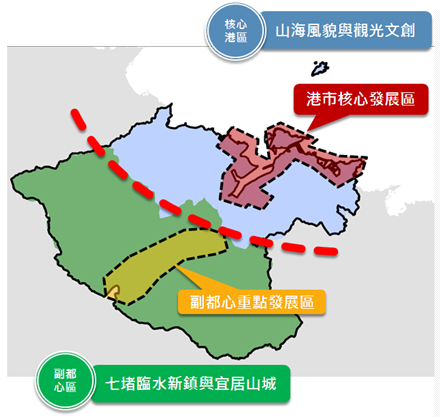 核心
港區
山海風貌與觀光文創
港市核心發展區
副都心重點發展區
副都
心區
七堵臨水新鎮與宜居山城